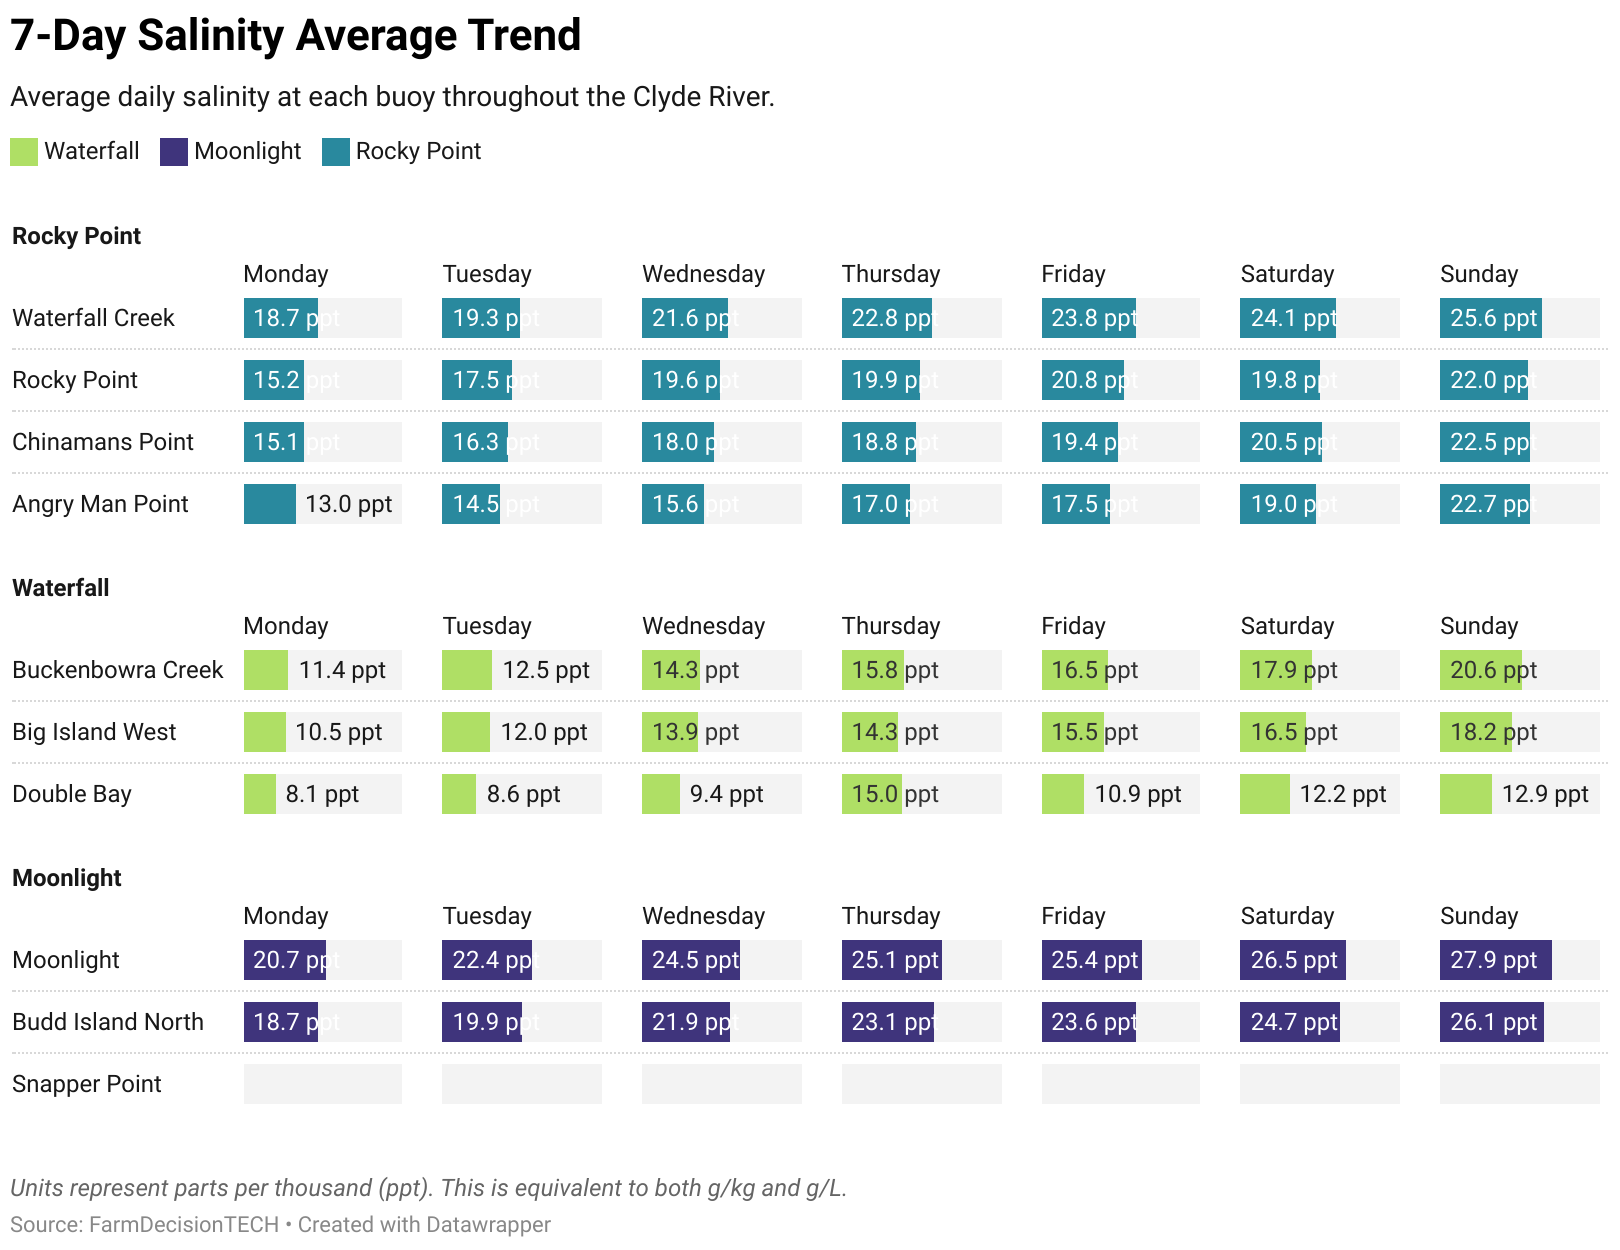 7-Day Salinity Average Trend
Average daily salinity at each buoy throughout the Clyde River.
Waterfall Moonlight Rocky Point
Rocky Point
Monday Tuesday Wednesday Thursday Friday Saturday Sunday
Waterfall Creek 18.7 ppt 19.3 ppt 21.6 ppt 22.8 ppt 23.8 ppt 24.1 ppt 25.6 ppt
Rocky Point 15.2 ppt 17.5 ppt 19.6 ppt 19.9 ppt 20.8 ppt 19.8 ppt 22.0 ppt
Chinamans Point 15.1 ppt 16.3 ppt 18.0 ppt 18.8 ppt 19.4 ppt 20.5 ppt 22.5 ppt
Angry Man Point 13.0 ppt 14.5 ppt 15.6 ppt 17.0 ppt 17.5 ppt 19.0 ppt 22.7 ppt
Waterfall
Monday Tuesday Wednesday Thursday Friday Saturday Sunday
Buckenbowra Creek 11.4 ppt 12.5 ppt 14.3 ppt 15.8 ppt 16.5 ppt 17.9 ppt 20.6 ppt
Big Island West 10.5 ppt 12.0 ppt 13.9 ppt 14.3 ppt 15.5 ppt 16.5 ppt 18.2 ppt
Double Bay 8.1 ppt 8.6 ppt 9.4 ppt 15.0 ppt 10.9 ppt 12.2 ppt 12.9 ppt
Moonlight
Monday Tuesday Wednesday Thursday Friday Saturday Sunday
Moonlight 20.7 ppt 22.4 ppt 24.5 ppt 25.1 ppt 25.4 ppt 26.5 ppt 27.9 ppt
Budd Island North 18.7 ppt 19.9 ppt 21.9 ppt 23.1 ppt 23.6 ppt 24.7 ppt 26.1 ppt
Snapper Point
Units represent parts per thousand (ppt). This is equivalent to both g/kg and g/L.
Source: FarmDecisionTECH • Created with Datawrapper